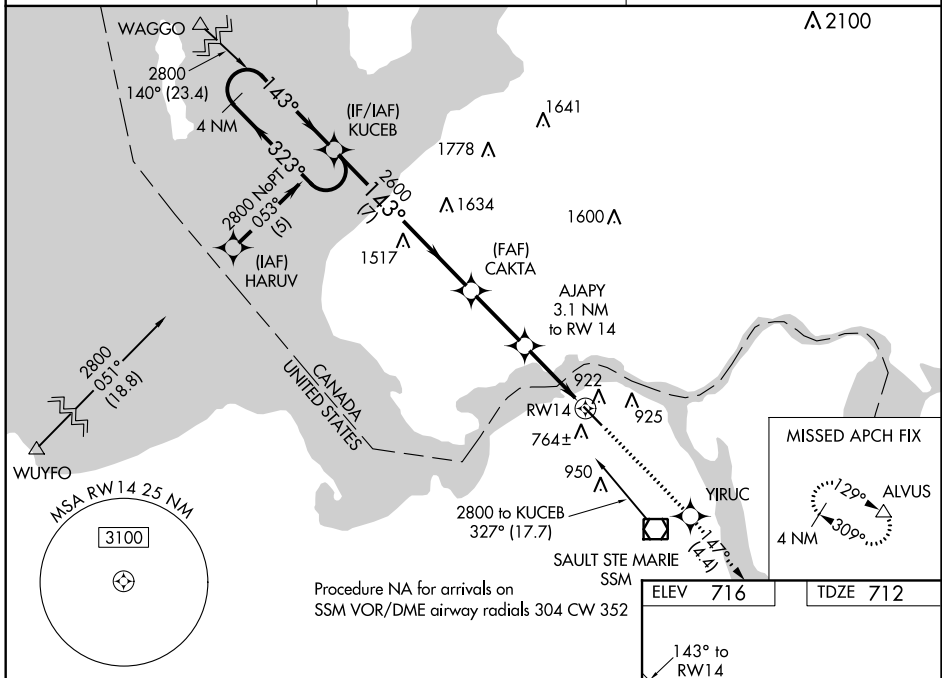 WAGGO
2100
2800
140° (23.4)
143°
4 NM
(IF/IAF)
KUCEB
1641
1778
323°
2800 NoPT
053°
(5)
2600
143°
(7)
1634
1600
1517
(IAF)
HARUV
(FAF)
CAKTA
AJAPY
3.1 NM
to RW 14
2800
051°
(18.8)
CANADA
UNITED STATES
922
RW14
925
764±
WUYFO
950
YIRUC
MISSED APCH FIX
129°
ALVUS
4 NM
309°
MSA RW14 25 NM
3100
2800 to KUCEB
327° (17.7)
147°
(4.4)
SAULT STE MARIE
SSM
Procedure NA for arrivals on
SSM VOR/DME airway radials 304 CW 352
ELEV 716
TDZE 712
143° to
RW14